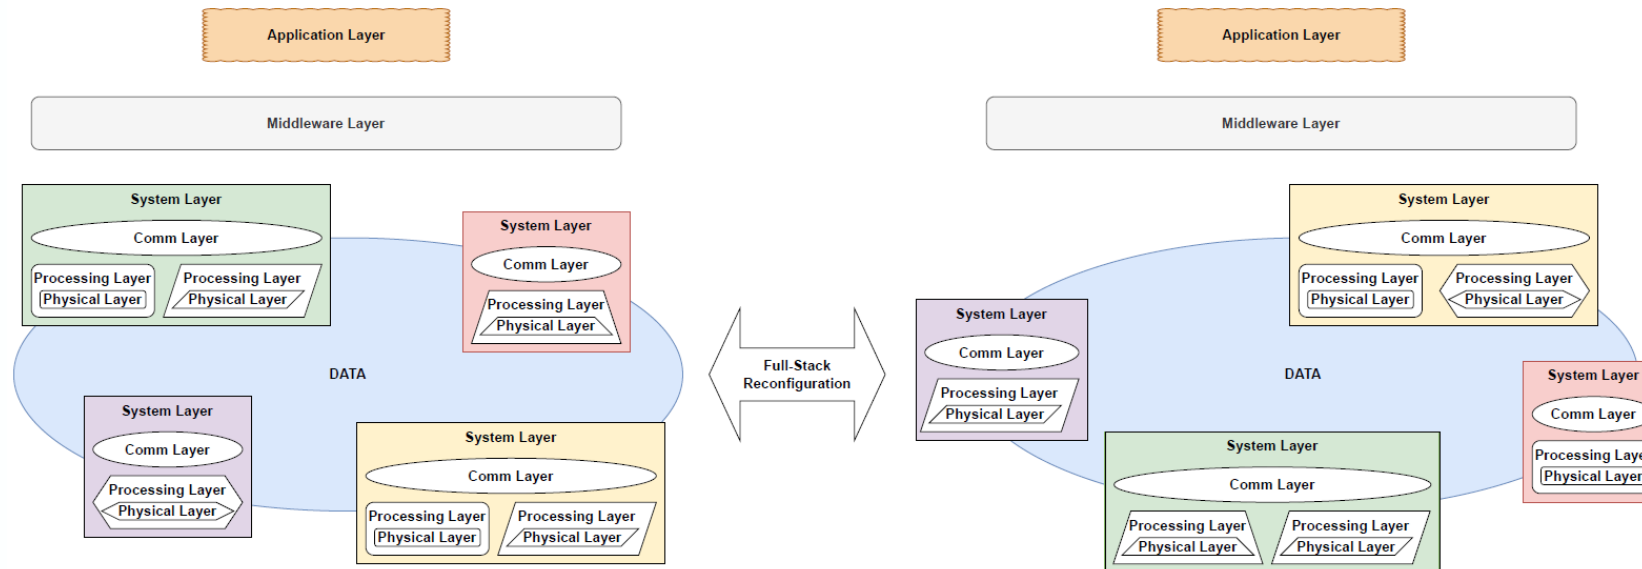 Application Layer
Middleware Layer
System Layer
Comm Layer
Processing Layer
Physical Layer
Processing Layer
Physical Layer
System Layer
Comm Layer
Processing Layer
Physical Layer
DATA
System Layer
Comm Layer
Processing Layer
Physical Layer
System Layer
Comm Layer
Processing Layer
Physical Layer
Processing Layer
Physical Layer
Full-Stack
Reconfiguration
Application Layer
Middleware Layer
System Layer
Comm Layer
Processing Layer
Physical Layer
Processing Layer
Physical Layer
System Layer
Comm Layer
Processing Layer
Physical Layer
DATA
System Layer
Comm Layer
Processing Laye
Physical Layer
System Layer
Comm Layer
Processing Layer
Physical Layer
Processing Layer
Physical Layer